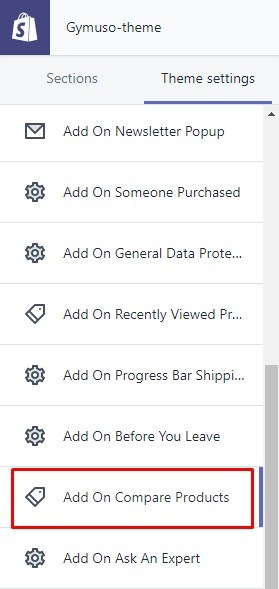 Gymuso-theme
Sections
Theme settings
Add On Newsletter Popup
Add On Someone Purchased
Add On General Data Prote...
Add On Recently Viewed Pr...
Add On Progress Bar Shippi...
Add On Before You Leave
Add On Compare Products
Add On Ask An Expert